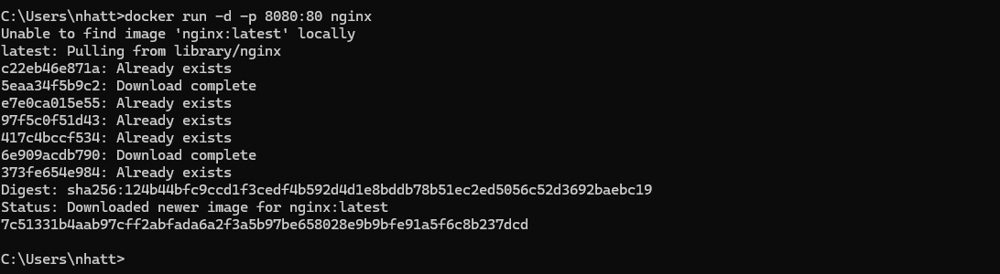 C:\Users\nhatt>docker run -d -p 8080:80 nginx
Unable to find image 'nginx:latest' locally
latest: Pulling from library/nginx
c22eb46e871a: Already exists
5eaa34f5b9c2: Download complete
e7e0ca015e55: Already exists
97f5c0f51d43: Already exists
417c4bccf534: Already exists
6e909acdb790: Download complete
373fe654e984: Already exists
Digest: sha256:124b44bfc9ccd1f3cedf4b592d4d1e8bddb78b51ec2ed5056c52d3692baebc19
Status: Downloaded newer image for nginx:latest
7c51331b4aab97cff2abfada6a2f3a5b97be658028e9b9bfe91a5f6c8b237dcd
C:\Users\nhatt>